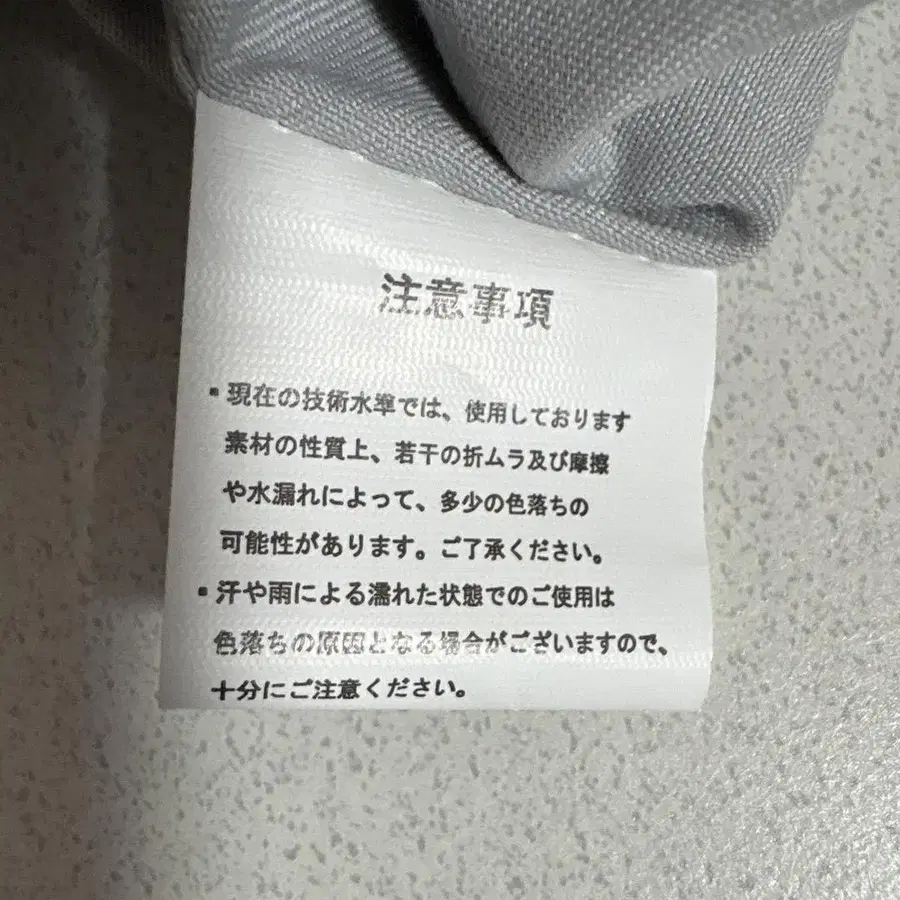 注意事項
▪現在の技術水準では、使用しております
素材の性質上、若干の折ムラ及び摩擦
や水漏れによって、多少の色落ちの
可能性があります。ご了承ください。
▪汗や雨による濡れた状態でのご使用は
色落ちの原因となる場合がございますので、
十分にご注意ください。